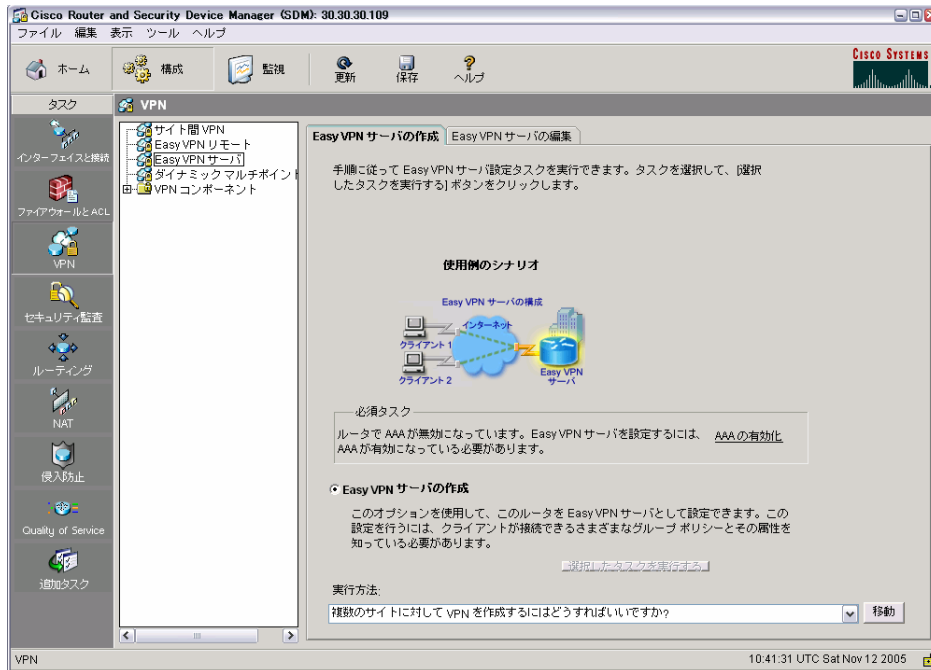 Cisco Router and Security Device Manager (SDM): 30.30.30.109
ファイル 編集 表示 ツール ヘルプ
ホーム 構成 監視 更新 保存 ヘルプ
CISCO SYSTEMS
タスク
VPN
インターフェイスと接続
ファイアウォールとACL
VPN
セキュリティ監査
ルーティング
NAT
侵入防止
Quality of Service
追加タスク
サイト間 VPN
Easy VPN リモート
Easy VPN サーバ
ダイナミック マルチポイント
VPN コンポーネント
Easy VPN サーバの作成 Easy VPN サーバの編集
手順に従って Easy VPN サーバ設定タスクを実行できます。タスクを選択して、[選択
したタスクを実行する] ボタンをクリックします。
使用例のシナリオ
Easy VPN サーバの構成
インターネット
クライアント 1
クライアント 2
Easy VPN
サーバ
必須タスク
ルータで AAA が無効になっています。Easy VPN サーバを設定するには、 AAA の有効化
AAA が有効になっている必要があります。
Easy VPN サーバの作成
このオプションを使用して、このルータを Easy VPN サーバとして設定できます。この
設定を行うには、クライアントが接続できるさまざまなグループ ポリシーとその属性を
知っている必要があります。
選択したタスクを実行する
実行方法:
複数のサイトに対して VPN を作成するにはどうすればいいですか? 移動
VPN 10:41:31 UTC Sat Nov 12 2005